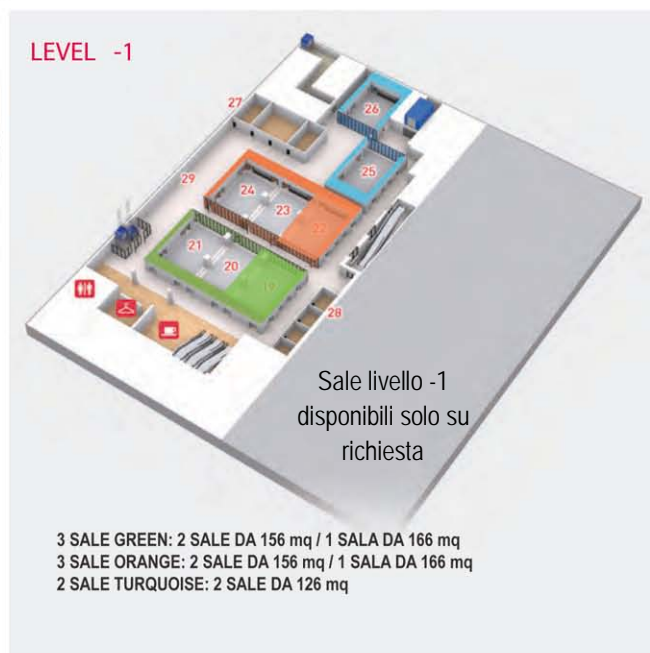 LEVEL -1
26
27
25
29
24
23
22
21
20
19
28
Sale livello -1
disponibili solo su
richiesta
3 SALE GREEN: 2 SALE DA 156 mq / 1 SALA DA 166 mq
3 SALE ORANGE: 2 SALE DA 156 mq / 1 SALA DA 166 mq
2 SALE TURQUOISE: 2 SALE DA 126 mq